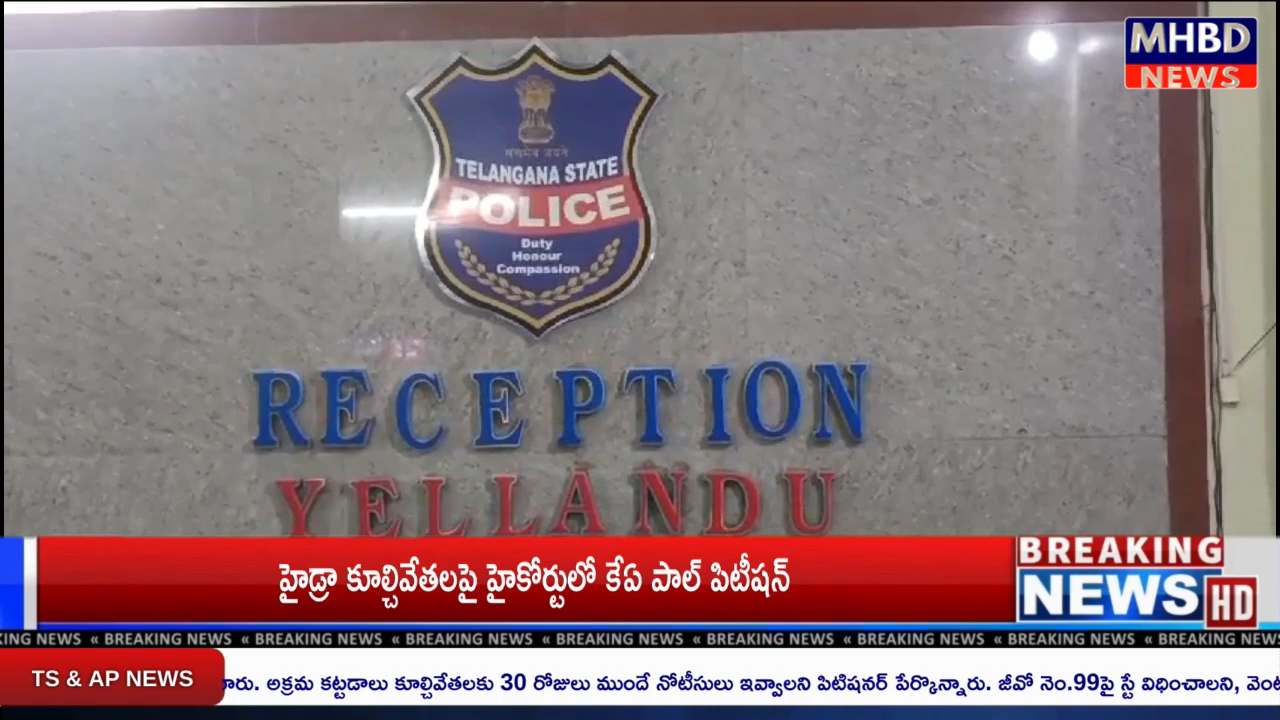 MHBD
NEWS
सत्यमेव जयते
TELANGANA STATE
POLICE
Duty
Honour
Compassion
RECEPTION
YELLANDU
హైడ్రా కూల్చివేతలపై హైకోర్టులో కేఏ పాల్ పిటీషన్
BREAKING
NEWS HD
NEWS « BREAKING NEWS « BREAKING NEWS « BREAKING NEWS « BREAKING NEWS « BREAKING NEWS « BREAKING NEWS « BREAKING NEWS « BREAKING NEWS
TS & AP NEWS
అక్రమ కట్టడాలు కూల్చివేతలకు 30 రోజులు ముందే నోటీసులు ఇవ్వాలని పిటిషనర్ పేర్కొన్నారు. జీవో నెం.99పై స్టే విధించాలని,